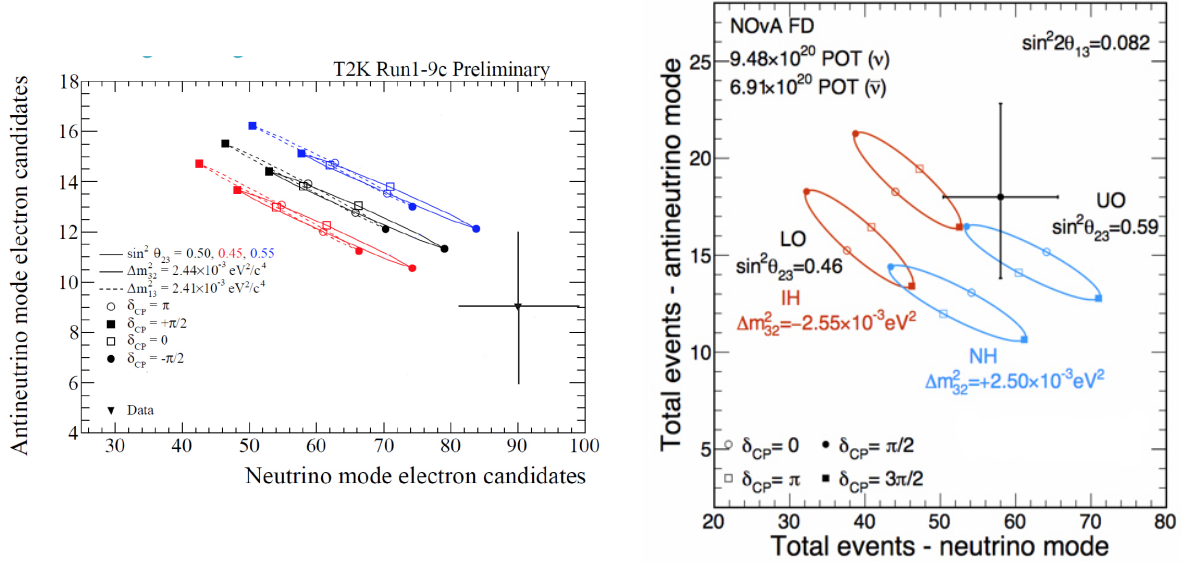 T2K Run1-9c Preliminary
Antineutrino mode electron candidates
18
16
14
12
10
8
6
4
sin² θ₂₃ = 0.50, 0.45, 0.55
Δm²₃₂ = 2.44×10⁻³ eV²/c⁴
Δm²₁₃ = 2.41×10⁻³ eV²/c⁴
δCP = π
δCP = +π/2
δCP = 0
δCP = -π/2
Data
30 40 50 60 70 80 90 100
Neutrino mode electron candidates
NOνA FD
9.48×10²⁰ POT (ν)
6.91×10²⁰ POT (ν̄)
sin²2θ₁₃=0.082
Total events - antineutrino mode
25
20
15
10
5
UO
sin²θ₂₃=0.59
LO
sin²θ₂₃=0.46
IH
Δm²₃₂=−2.55×10⁻³eV²
NH
Δm²₃₂=+2.50×10⁻³eV²
δCP= 0
δCP= π/2
δCP= π
δCP= 3π/2
20 30 40 50 60 70 80
Total events - neutrino mode